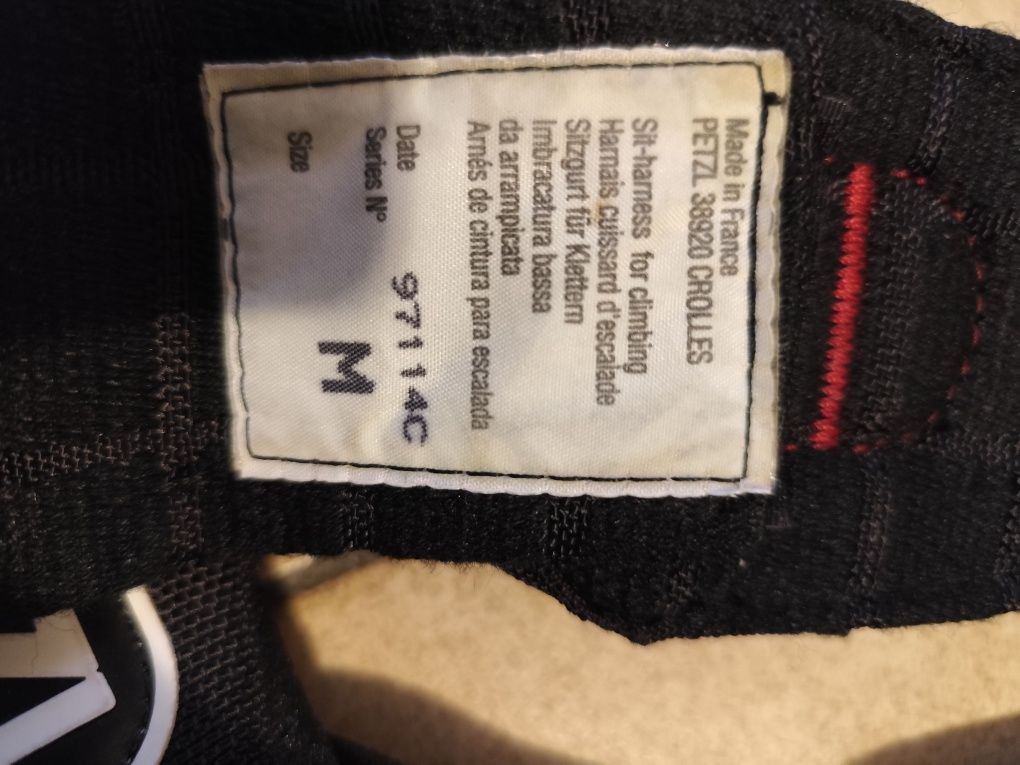 Made in France
PETZL 38920 CROLLES
Sit-harness for climbing
Harnais cuissard d'escalade
Sitzgurt für Klettern
Imbracatura bassa
da arrampicata
Arnés de cintura para escalada
Date 97114C
Series N°
Size M